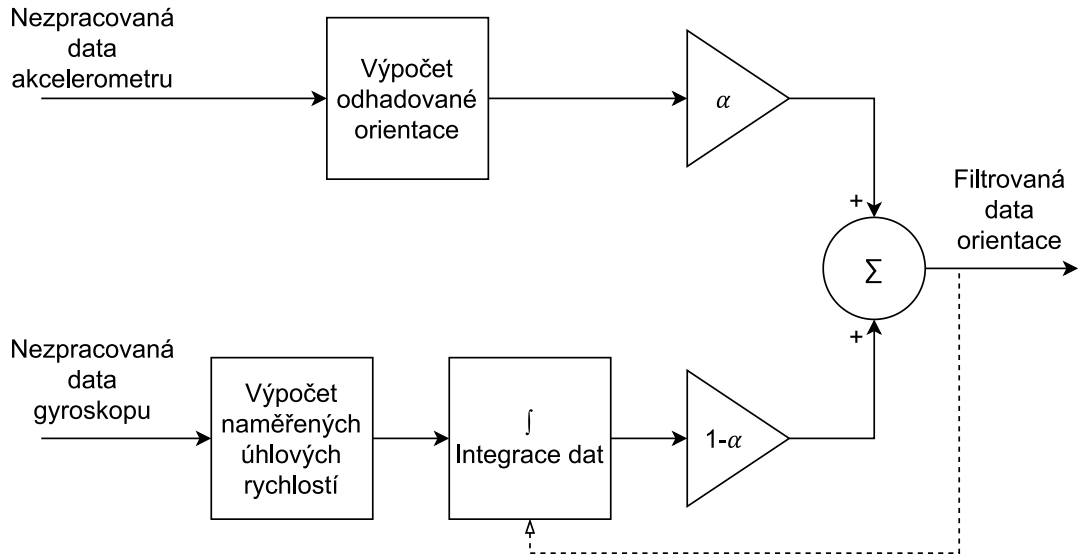 Nezpracovaná
data
akcelerometru
Výpočet
odhadované
orientace
α
+
Filtrovaná
data
orientace
Σ
+
Nezpracovaná
data
gyroskopu
Výpočet
naměřených
úhlových
rychlostí
∫
Integrace dat
1-α